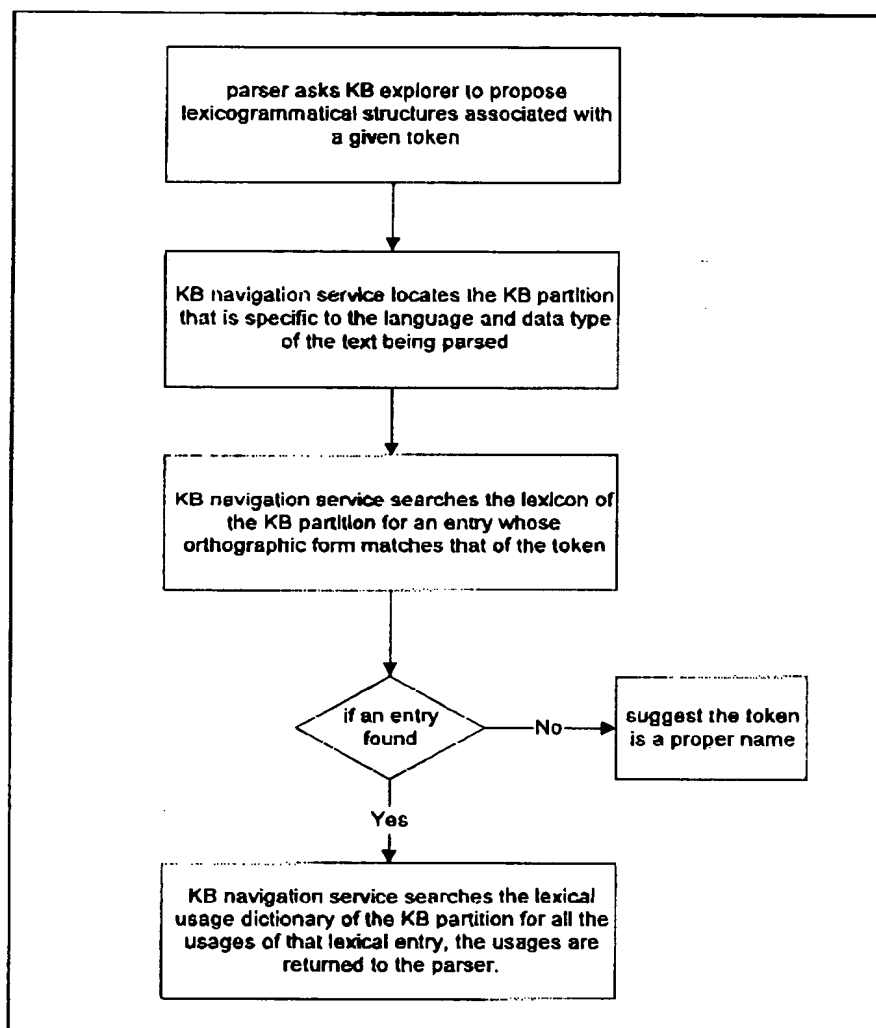 parser asks KB explorer to propose
lexicogrammatical structures associated with
a given token
KB navigation service locates the KB partition
that is specific to the language and data type
of the text being parsed
KB navigation service searches the lexicon of
the KB partition for an entry whose
orthographic form matches that of the token
if an entry
found
No
suggest the token
is a proper name
Yes
KB navigation service searches the lexical
usage dictionary of the KB partition for all the
usages of that lexical entry, the usages are
returned to the parser.